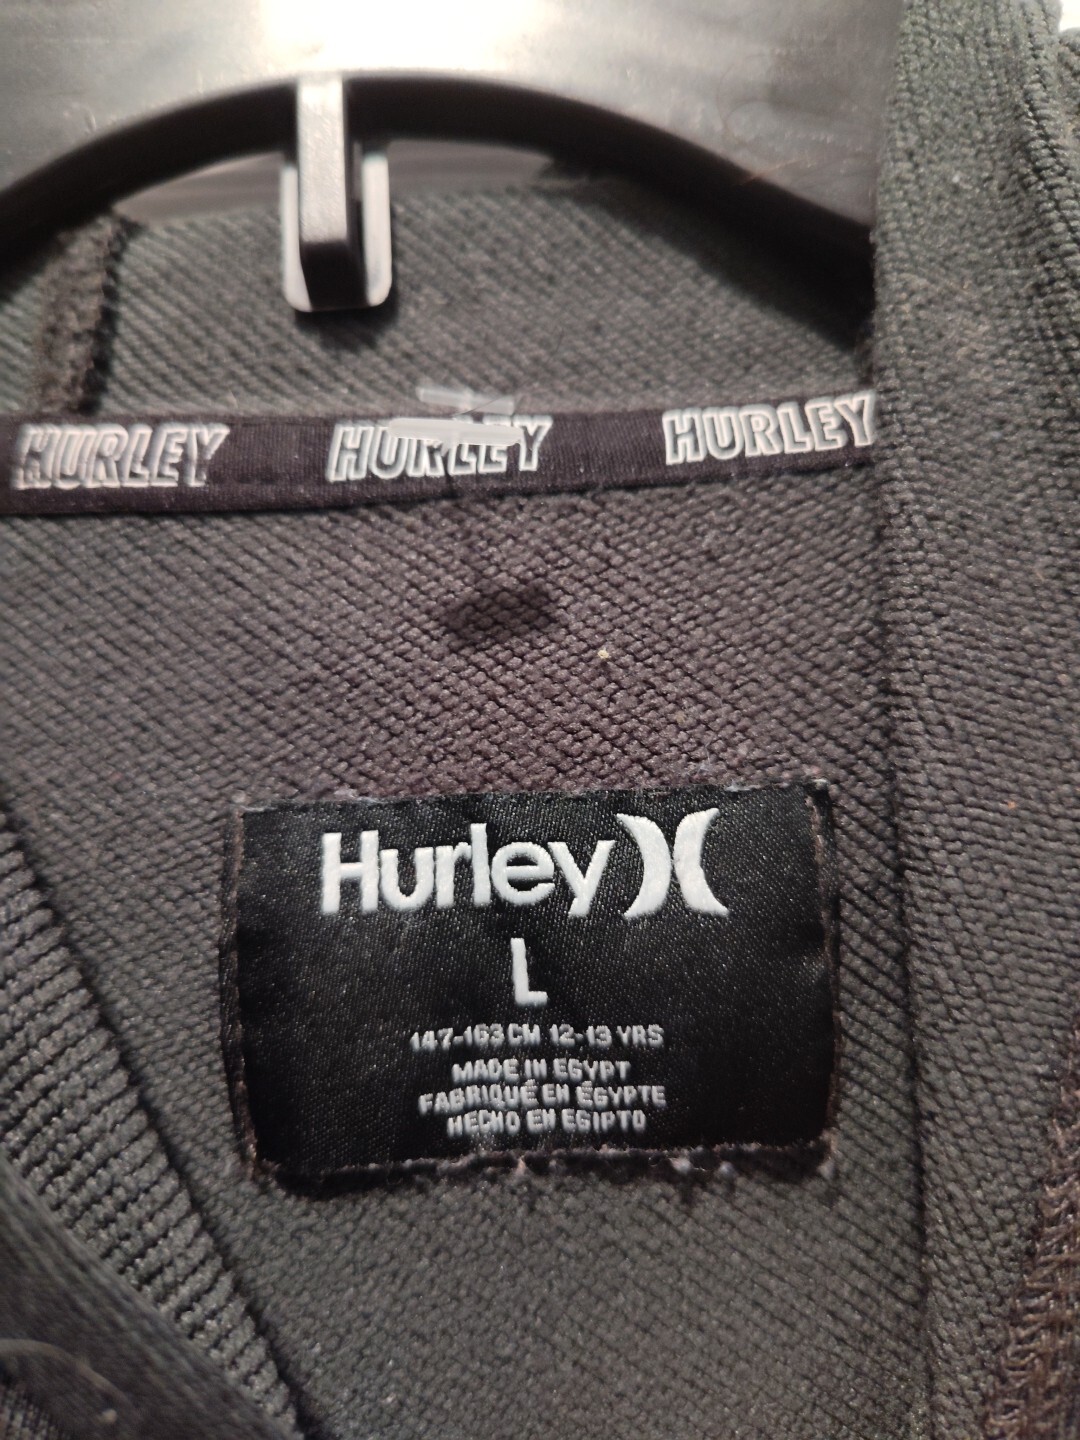 HURLEY HURLEY HURLEY
Hurley
L
147-163 CM 12-13 YRS
MADE IN EGYPT
FABRIQUÉ EN ÉGYPTE
HECHO EN EGIPTO